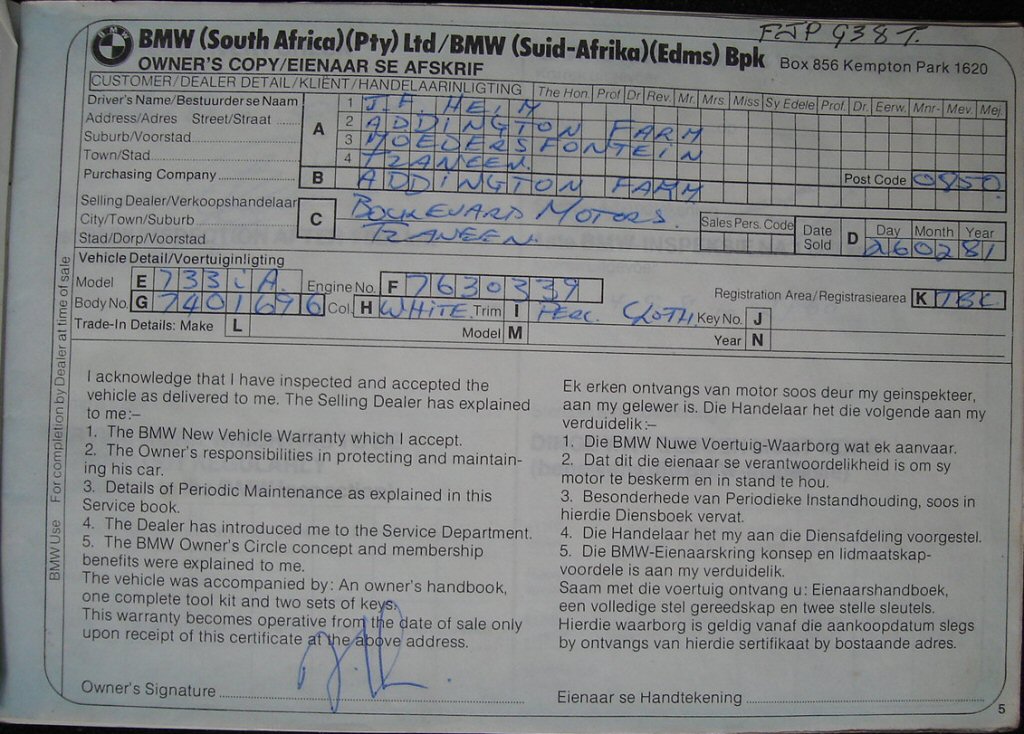 FJP 938 T.
BMW (South Africa)(Pty) Ltd/BMW (Suid-Afrika)(Edms) Bpk Box 856 Kempton Park 1620
OWNER'S COPY/EIENAAR SE AFSKRIF
CUSTOMER/DEALER DETAIL/KLIËNT/HANDELAARINLIGTING The Hon. Prof Dr Rev. Mr. Mrs. Miss Sy Edele Prof. Dr. Eerw. Mnr- Mev. Mej.
Driver's Name/Bestuurder se Naam A 1 J. F. HEIM
Address/Adres Street/Straat 2 ADDINGTON FARM
Suburb/Voorstad 3 MOEDERSFONTEIN
Town/Stad 4 TZANEEN.
Purchasing Company B ADDINGTON FARM Post Code 0850
Selling Dealer/Verkoopshandelaar C BOULEVARD MOTORS.
City/Town/Suburb Sales Pers. Code Date Sold D Day Month Year
Stad/Dorp/Voorstad TZANEEN. 260281
Vehicle Detail/Voertuiginligting
Model E 733iA. Engine No. F 7630339 Registration Area/Registrasiearea K TBC
Body No. G 7401696 Col. H WHITE. Trim I PERC. CLOTH. Key No. J
Trade-In Details: Make L Model M Year N
BMW Use For completion by Dealer at time of sale
I acknowledge that I have inspected and accepted the
vehicle as delivered to me. The Selling Dealer has explained
to me:–
1. The BMW New Vehicle Warranty which I accept.
2. The Owner's responsibilities in protecting and maintain-
ing his car.
3. Details of Periodic Maintenance as explained in this
Service book.
4. The Dealer has introduced me to the Service Department.
5. The BMW Owner's Circle concept and membership
benefits were explained to me.
The vehicle was accompanied by: An owner's handbook,
one complete tool kit and two sets of keys.
This warranty becomes operative from the date of sale only
upon receipt of this certificate at the above address.
Owner's Signature
Ek erken ontvangs van motor soos deur my geinspekteer,
aan my gelewer is. Die Handelaar het die volgende aan my
verduidelik:–
1. Die BMW Nuwe Voertuig-Waarborg wat ek aanvaar.
2. Dat dit die eienaar se verantwoordelikheid is om sy
motor te beskerm en in stand te hou.
3. Besonderhede van Periodieke Instandhouding, soos in
hierdie Diensboek vervat.
4. Die Handelaar het my aan die Diensafdeling voorgestel.
5. Die BMW-Eienaarskring konsep en lidmaatskap-
voordele is aan my verduidelik.
Saam met die voertuig ontvang u: Eienaarshandboek,
een volledige stel gereedskap en twee stelle sleutels.
Hierdie waarborg is geldig vanaf die aankoopdatum slegs
by ontvangs van hierdie sertifikaat by bostaande adres.
Eienaar se Handtekening
5